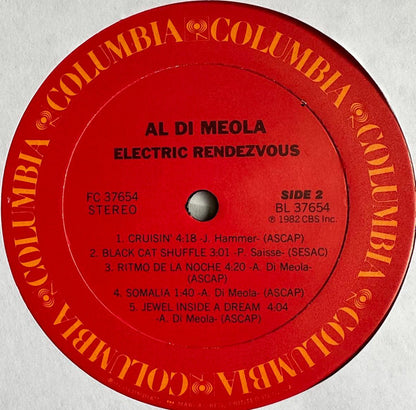 COLUMBIA COLUMBIA COLUMBIA COLUMBIA COLUMBIA COLUMBIA
AL DI MEOLA
ELECTRIC RENDEZVOUS
FC 37654
STEREO
SIDE 2
BL 37654
℗ 1982 CBS Inc.
1. CRUISIN' 4:18 -J. Hammer- (ASCAP)
2. BLACK CAT SHUFFLE 3:01 -P. Saisse- (SESAC)
3. RITMO DE LA NOCHE 4:20 -A. Di Meola- (ASCAP)
4. SOMALIA 1:40 -A. Di Meola- (ASCAP)
5. JEWEL INSIDE A DREAM 4:04
-A. Di Meola- (ASCAP)